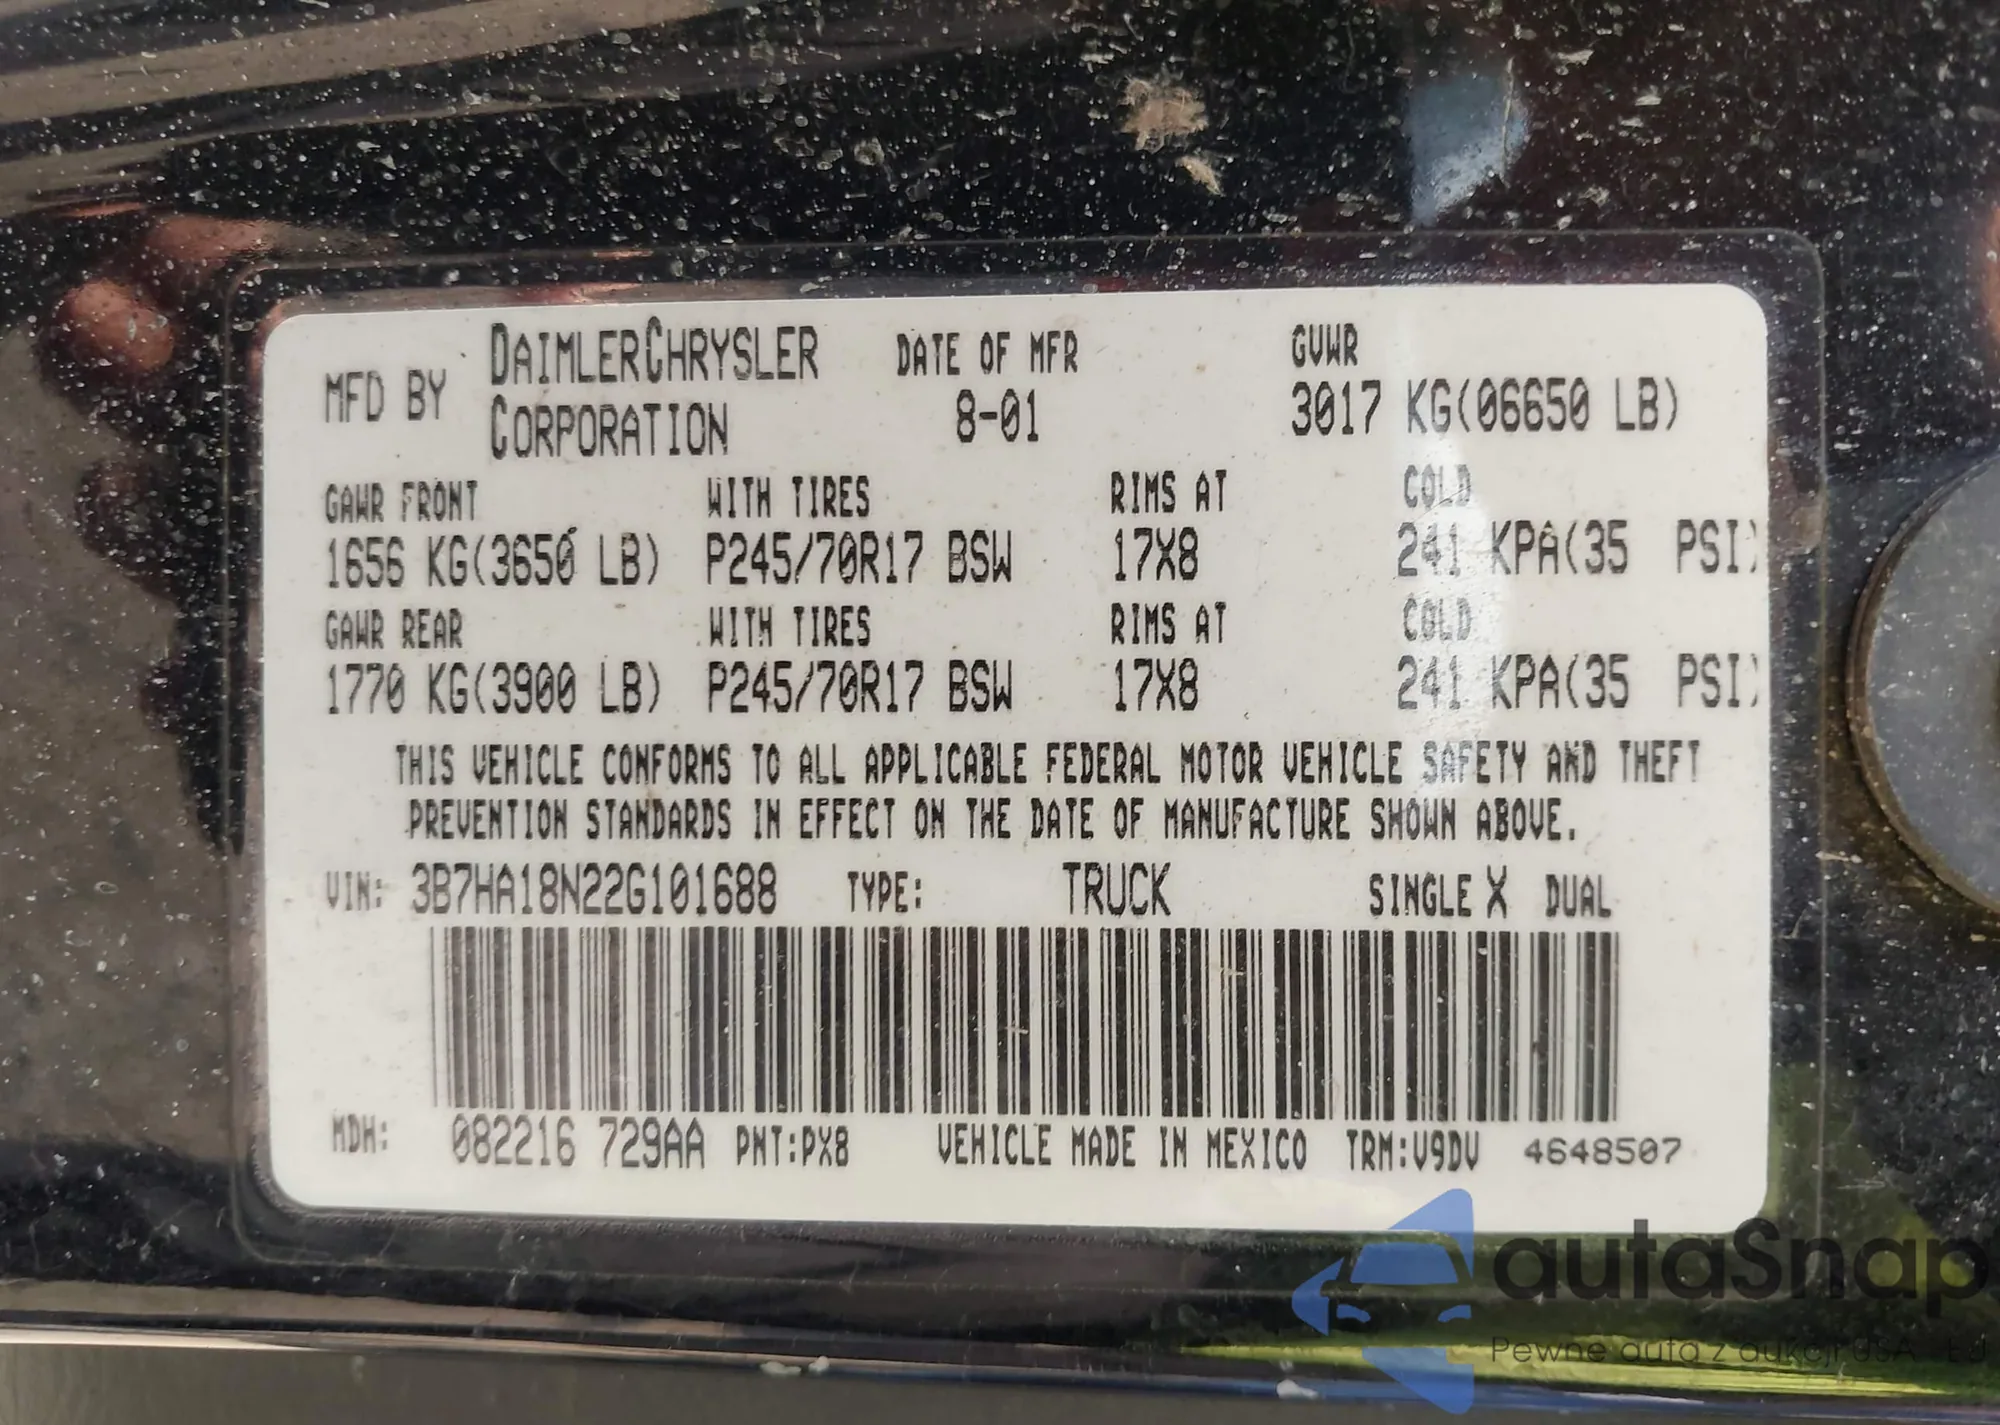 MFD BY DAIMLERCHRYSLER CORPORATION DATE OF MFR 8-01 GVWR 3017 KG(06650 LB)
GAWR FRONT WITH TIRES RIMS AT COLD
1656 KG(3650 LB) P245/70R17 BSW 17X8 241 KPA(35 PSI)
GAWR REAR WITH TIRES RIMS AT COLD
1770 KG(3900 LB) P245/70R17 BSW 17X8 241 KPA(35 PSI)
THIS VEHICLE CONFORMS TO ALL APPLICABLE FEDERAL MOTOR VEHICLE SAFETY AND THEFT
PREVENTION STANDARDS IN EFFECT ON THE DATE OF MANUFACTURE SHOWN ABOVE.
VIN: 3B7HA18N22G101688 TYPE: TRUCK SINGLE X DUAL
MDH: 082216 729AA PNT:PX8 VEHICLE MADE IN MEXICO TRM:V9DV 4648507
autaSnap
Pewne auta z aukcji USA